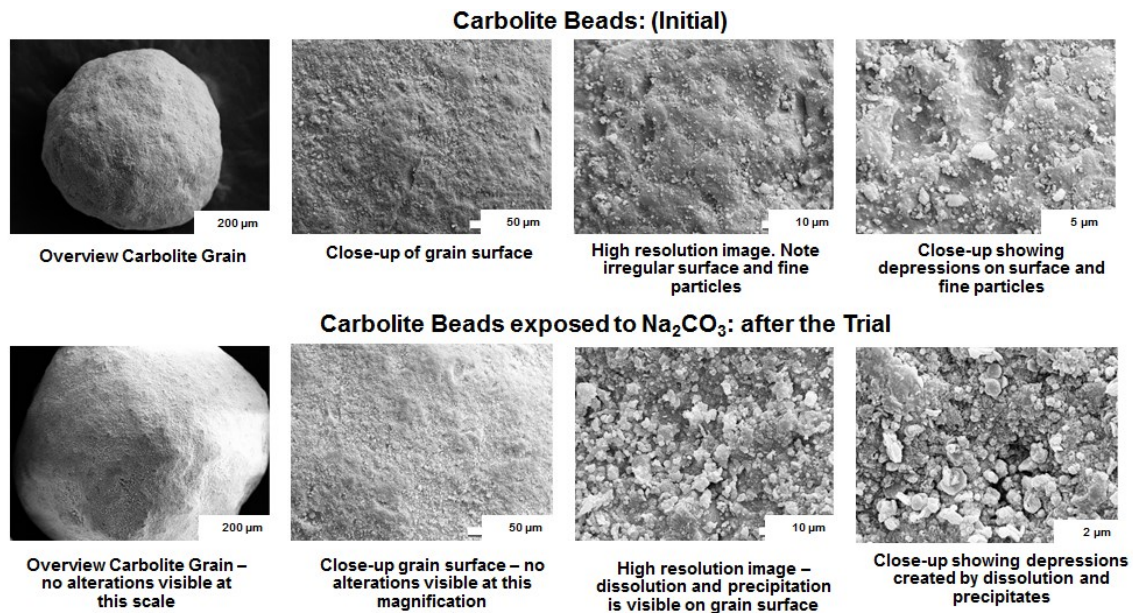 Carbolite Beads: (Initial)
200 µm
50 µm
10 µm
5 µm
Overview Carbolite Grain
Close-up of grain surface
High resolution image. Note
irregular surface and fine
particles
Close-up showing
depressions on surface and
fine particles
Carbolite Beads exposed to Na₂CO₃: after the Trial
200 µm
50 µm
10 µm
2 µm
Overview Carbolite Grain –
no alterations visible at
this scale
Close-up grain surface – no
alterations visible at this
magnification
High resolution image –
dissolution and precipitation
is visible on grain surface
Close-up showing depressions
created by dissolution and
precipitates